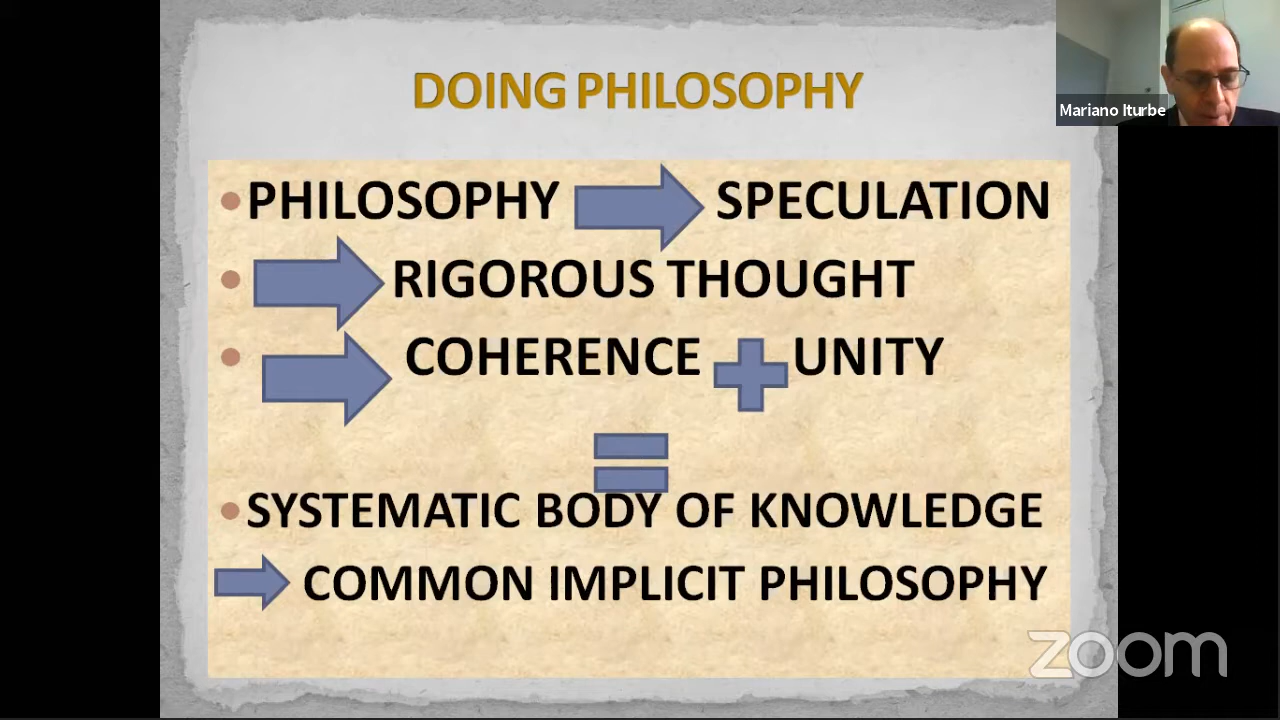 DOING PHILOSOPHY
Mariano Iturbe
PHILOSOPHY SPECULATION
RIGOROUS THOUGHT
COHERENCE UNITY
SYSTEMATIC BODY OF KNOWLEDGE
COMMON IMPLICIT PHILOSOPHY
zoom